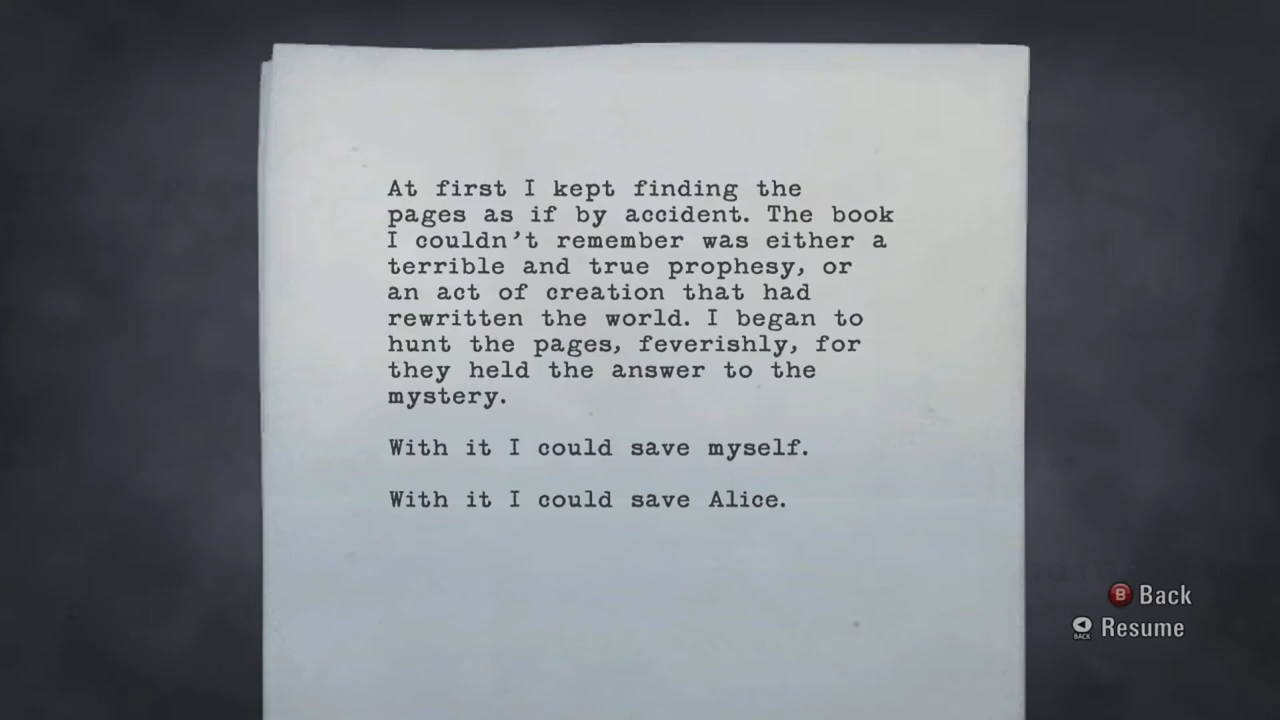 At first I kept finding the
pages as if by accident. The book
I couldn't remember was either a
terrible and true prophesy, or
an act of creation that had
rewritten the world. I began to
hunt the pages, feverishly, for
they held the answer to the
mystery.
With it I could save myself.
With it I could save Alice.
B Back
BACK Resume